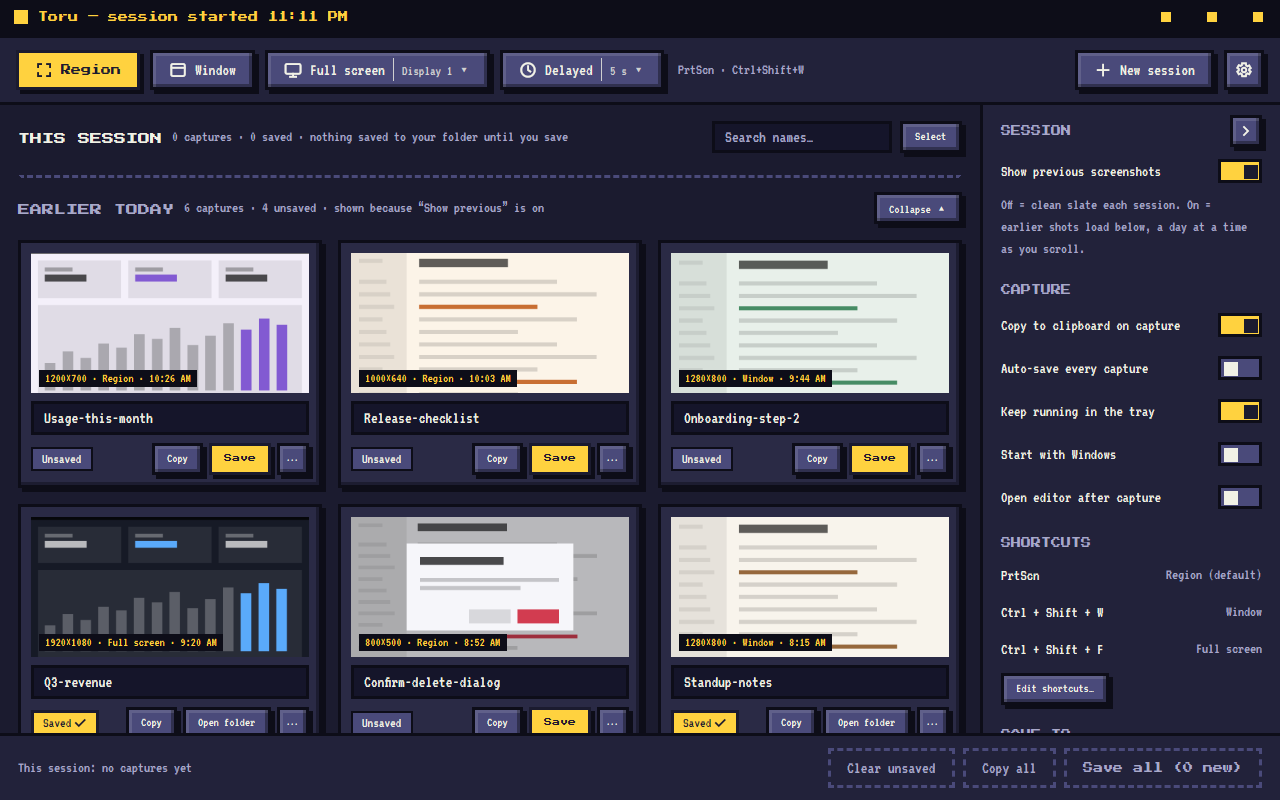 Toru — session started 11:11 PM
Region
Window
Full screen Display 1 ▼
Delayed 5 s ▼
PrtScn · Ctrl+Shift+W
New session
THIS SESSION 0 captures · 0 saved · nothing saved to your folder until you save
Search names…
Select
EARLIER TODAY 6 captures · 4 unsaved · shown because “Show previous” is on
Collapse ▲
1200×700 · Region · 10:26 AM
Usage-this-month
Unsaved Copy Save ...
1000×640 · Region · 10:03 AM
Release-checklist
Unsaved Copy Save ...
1280×800 · Window · 9:44 AM
Onboarding-step-2
Unsaved Copy Save ...
1920×1080 · Full screen · 9:20 AM
Q3-revenue
Saved ✓ Copy Open folder ...
800×500 · Region · 8:52 AM
Confirm-delete-dialog
Unsaved Copy Save ...
1280×800 · Window · 8:15 AM
Standup-notes
Saved ✓ Copy Open folder ...
SESSION
Show previous screenshots
Off = clean slate each session. On =
earlier shots load below, a day at a time
as you scroll.
CAPTURE
Copy to clipboard on capture
Auto-save every capture
Keep running in the tray
Start with Windows
Open editor after capture
SHORTCUTS
PrtScn Region (default)
Ctrl + Shift + W Window
Ctrl + Shift + F Full screen
Edit shortcuts…
SAVE TO
This session: no captures yet
Clear unsaved
Copy all
Save all (0 new)